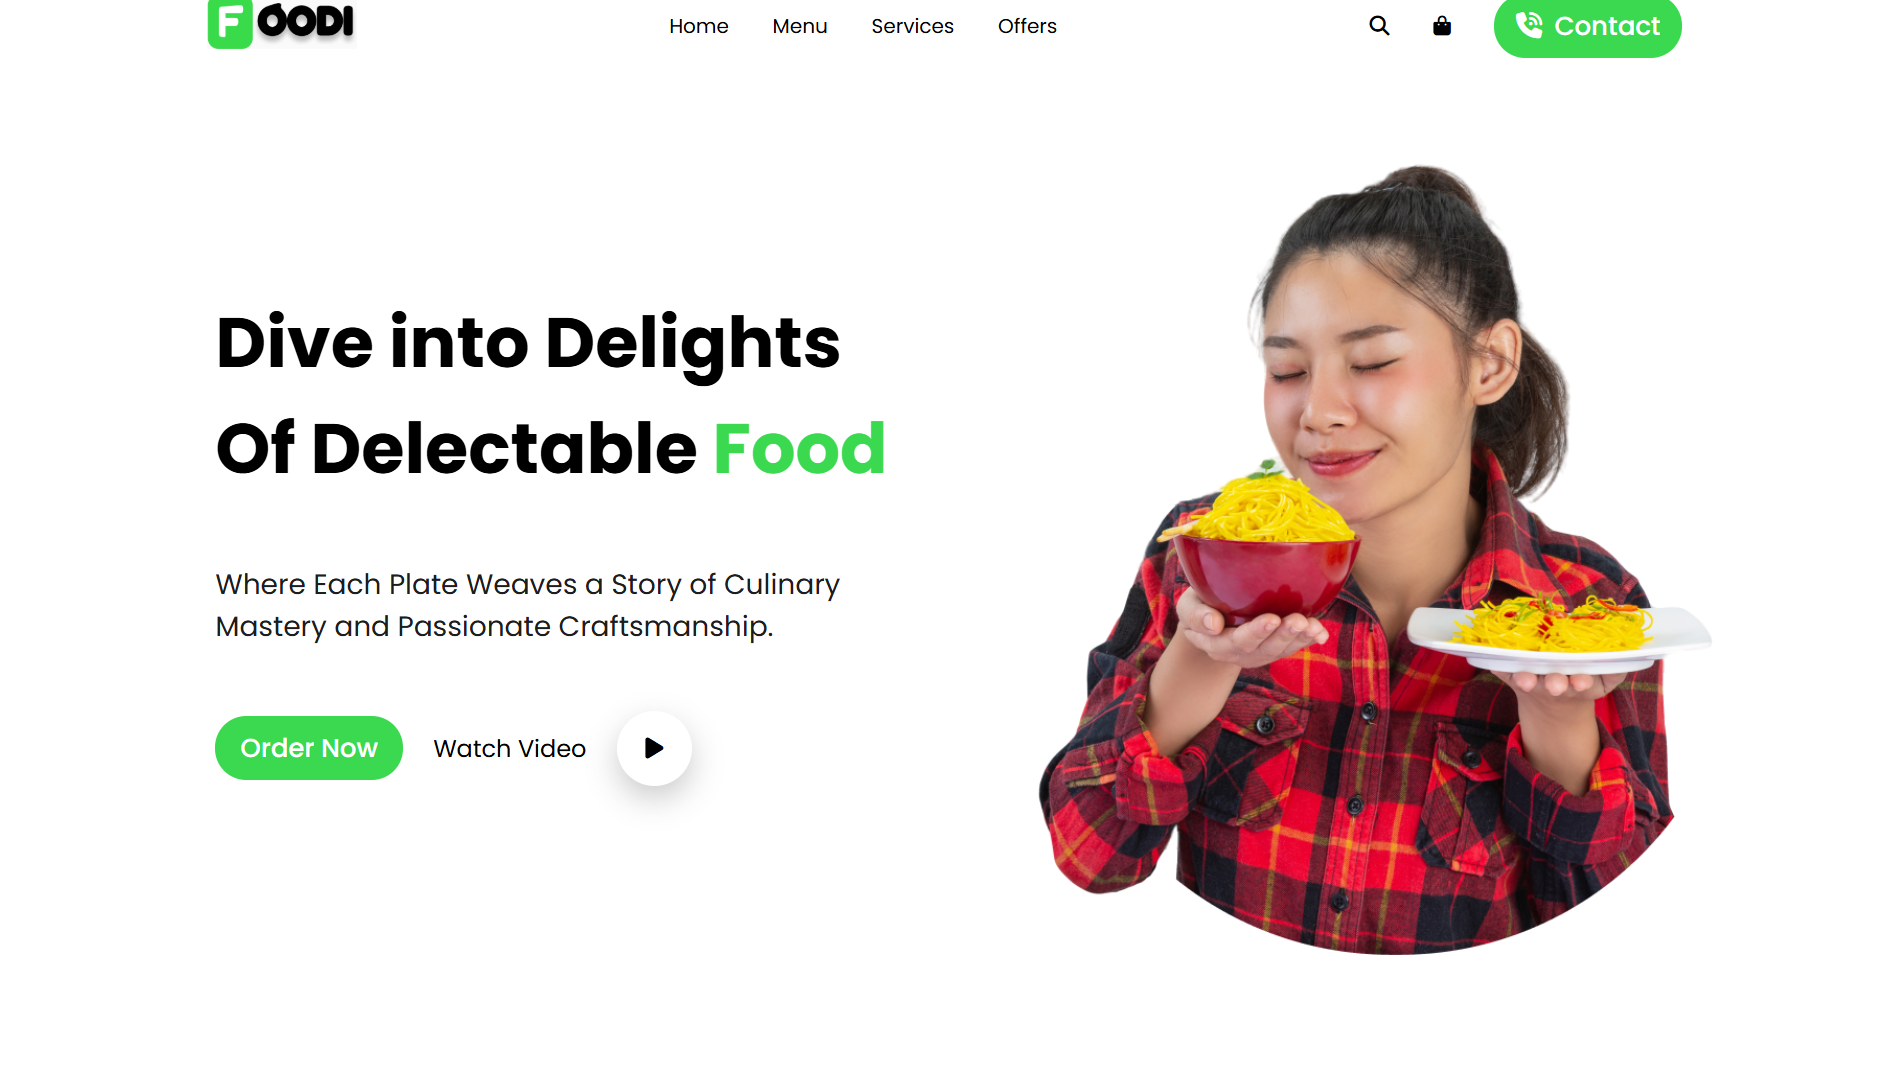 FOODI
Home Menu Services Offers
Contact
Dive into Delights
Of Delectable Food
Where Each Plate Weaves a Story of Culinary
Mastery and Passionate Craftsmanship.
Order Now Watch Video